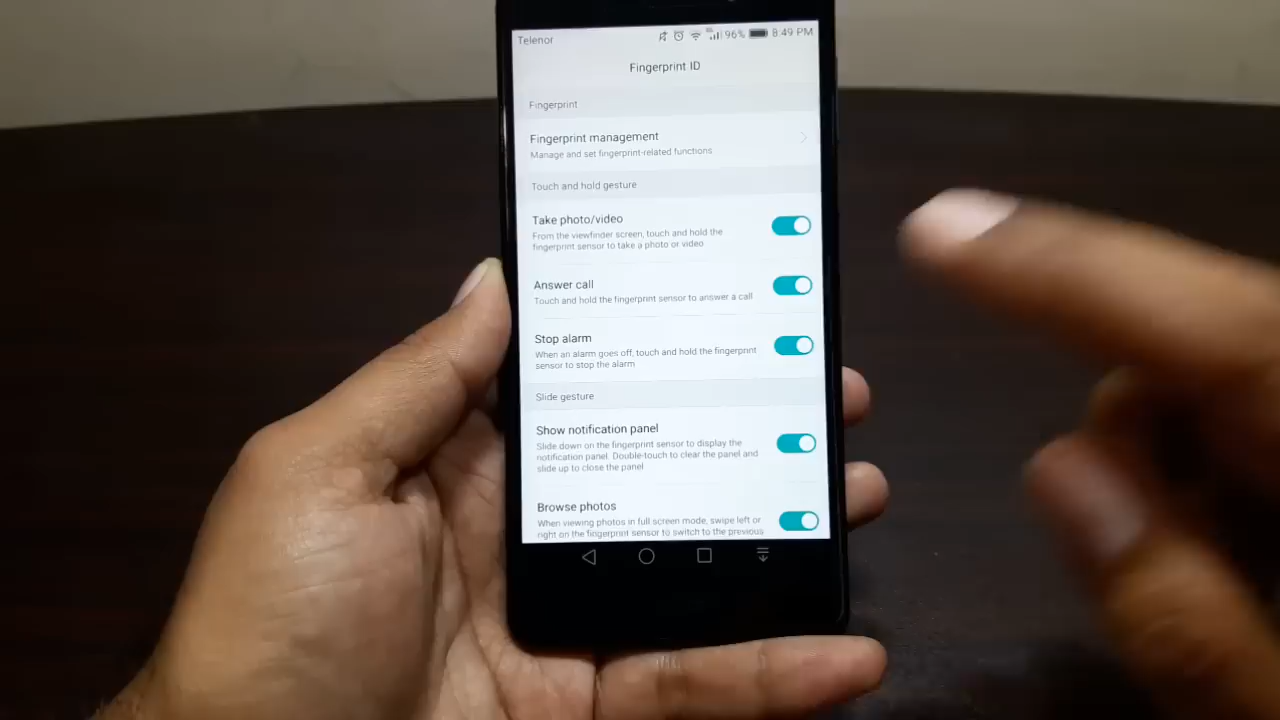 Telenor 96% 8:49 PM
Fingerprint ID
Fingerprint
Fingerprint management
Manage and set fingerprint-related functions
Touch and hold gesture
Take photo/video
From the viewfinder screen, touch and hold the
fingerprint sensor to take a photo or video
Answer call
Touch and hold the fingerprint sensor to answer a call
Stop alarm
When an alarm goes off, touch and hold the fingerprint
sensor to stop the alarm
Slide gesture
Show notification panel
Slide down on the fingerprint sensor to display the
notification panel. Double-touch to clear the panel and
slide up to close the panel
Browse photos
When viewing photos in full screen mode, swipe left or
right on the fingerprint sensor to switch to the previous